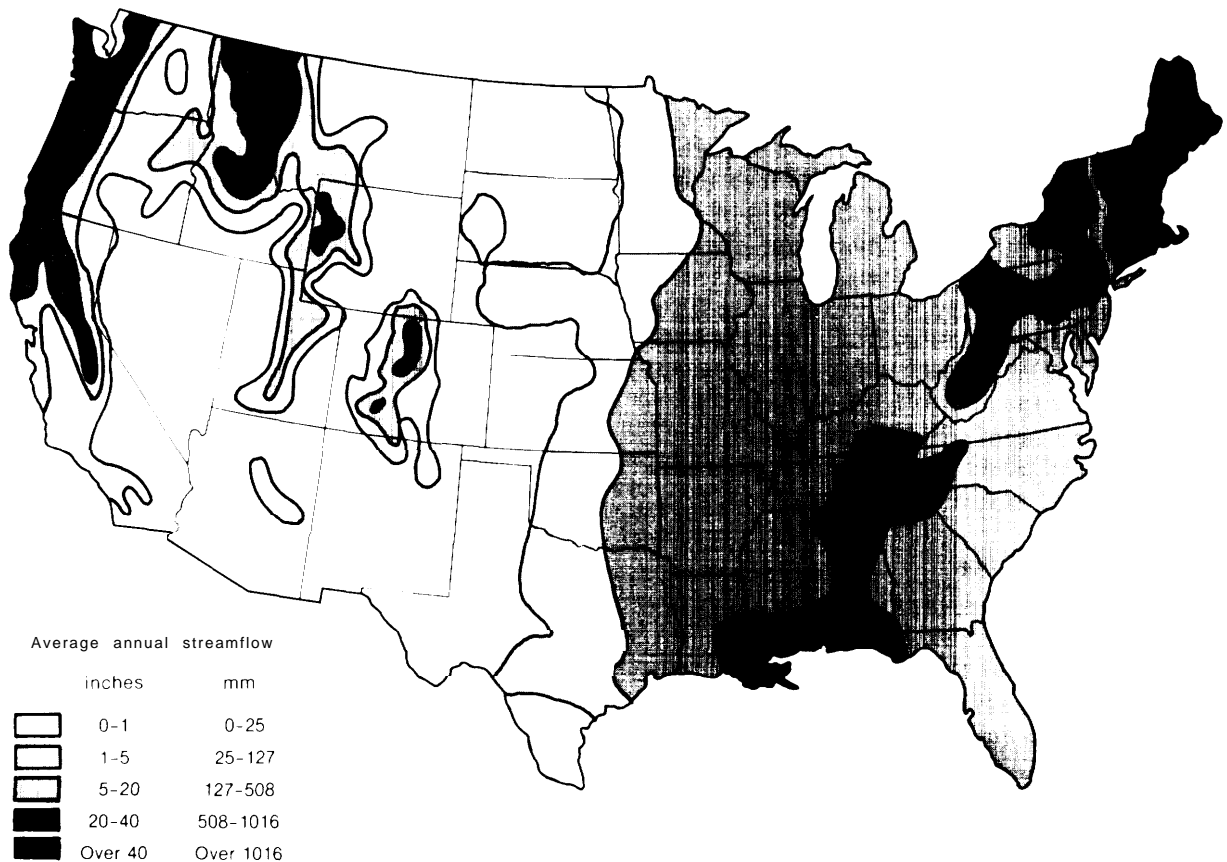 Average annual streamflow
inches mm
0-1 0-25
1-5 25-127
5-20 127-508
20-40 508-1016
Over 40 Over 1016